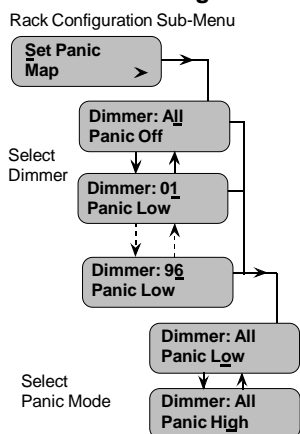 Rack Configuration Sub-Menu
Set Panic
Map
Dimmer: All
Panic Off
Select
Dimmer
Dimmer: 01
Panic Low
Dimmer: 96
Panic Low
Dimmer: All
Panic Low
Select
Panic Mode
Dimmer: All
Panic High